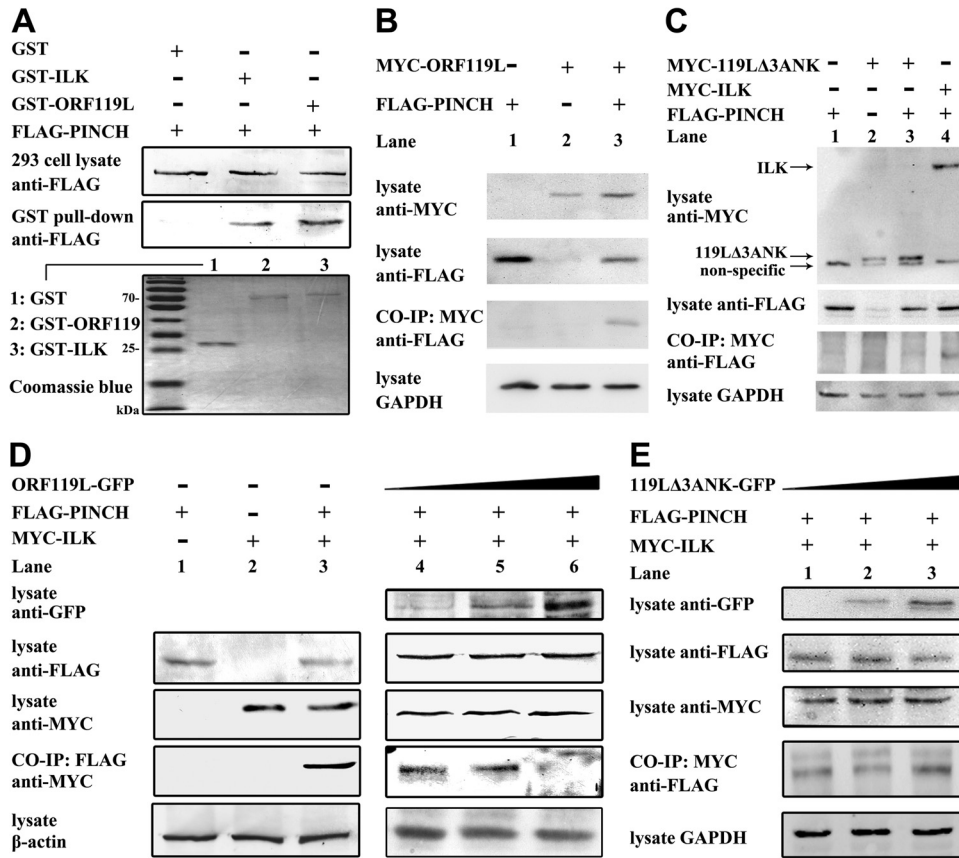 A
GST + - -
GST-ILK - + -
GST-ORF119L - - +
FLAG-PINCH + + +
293 cell lysate
anti-FLAG
GST pull-down
anti-FLAG
1 2 3
1: GST
2: GST-ORF119
3: GST-ILK
Coomassie blue
70-
25-
kDa
B
MYC-ORF119L - + +
FLAG-PINCH + - +
Lane 1 2 3
lysate
anti-MYC
lysate
anti-FLAG
CO-IP: MYC
anti-FLAG
lysate
GAPDH
C
MYC-119LΔ3ANK - + + -
MYC-ILK - - - +
FLAG-PINCH + - + +
Lane 1 2 3 4
ILK
lysate
anti-MYC
119LΔ3ANK
non-specific
lysate anti-FLAG
CO-IP: MYC
anti-FLAG
lysate GAPDH
D
ORF119L-GFP - - -
FLAG-PINCH + - + + + +
MYC-ILK - + + + + +
Lane 1 2 3 4 5 6
lysate
anti-GFP
lysate
anti-FLAG
lysate
anti-MYC
CO-IP: FLAG
anti-MYC
lysate
β-actin
E
119LΔ3ANK-GFP
FLAG-PINCH + + +
MYC-ILK + + +
Lane 1 2 3
lysate anti-GFP
lysate anti-FLAG
lysate anti-MYC
CO-IP: MYC
anti-FLAG
lysate GAPDH